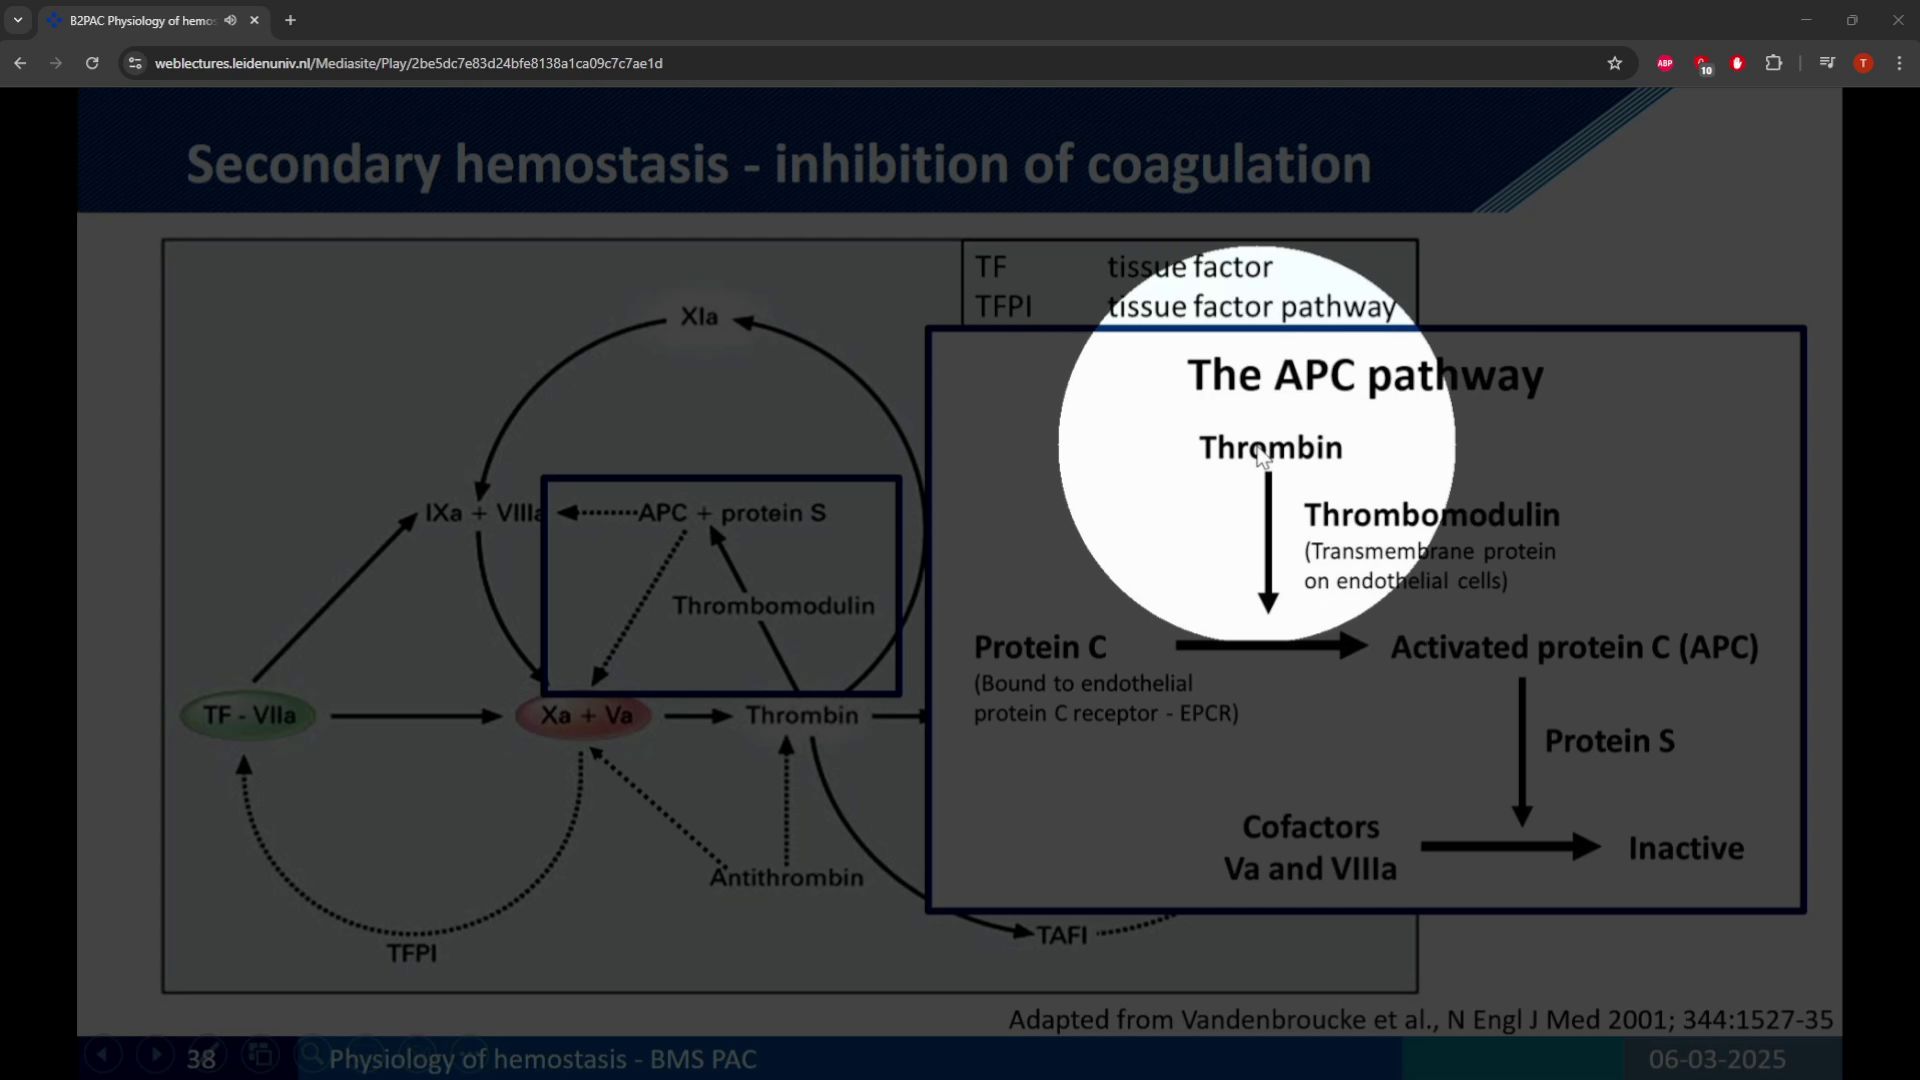 B2PAC Physiology of hemos
weblectures.leidenuniv.nl/Mediasite/Play/2be5dc7e83d24bfe8138a1ca09c7c7ae1d
ABP
10
T
Secondary hemostasis - inhibition of coagulation
TF tissue factor
TFPI tissue factor pathway
The APC pathway
Thrombin
Thrombomodulin
(Transmembrane protein
on endothelial cells)
Protein C
Activated protein C (APC)
(Bound to endothelial
protein C receptor - EPCR)
Protein S
Cofactors
Va and VIIIa
Inactive
XIa
IXa + VIIIa
APC + protein S
Thrombomodulin
TF - VIIa
Xa + Va
Thrombin
Antithrombin
TFPI
TAFI
Adapted from Vandenbroucke et al., N Engl J Med 2001; 344:1527-35
38
Physiology of hemostasis - BMS PAC
06-03-2025